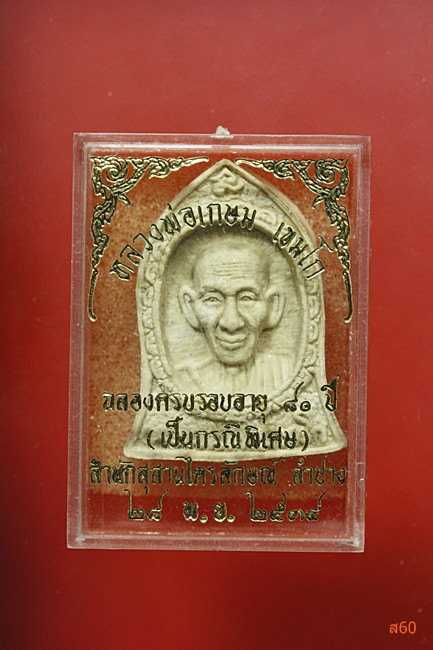 หลวงพ่อเกษม เขมโก
ฉลองครบรอบอายุ ๘๐ ปี
(เป็นกรณีพิเศษ)
สำนักสุสานไตรลักษณ์ ลำปาง
๒๘ พ.ย. ๒๕๓๔
ส60